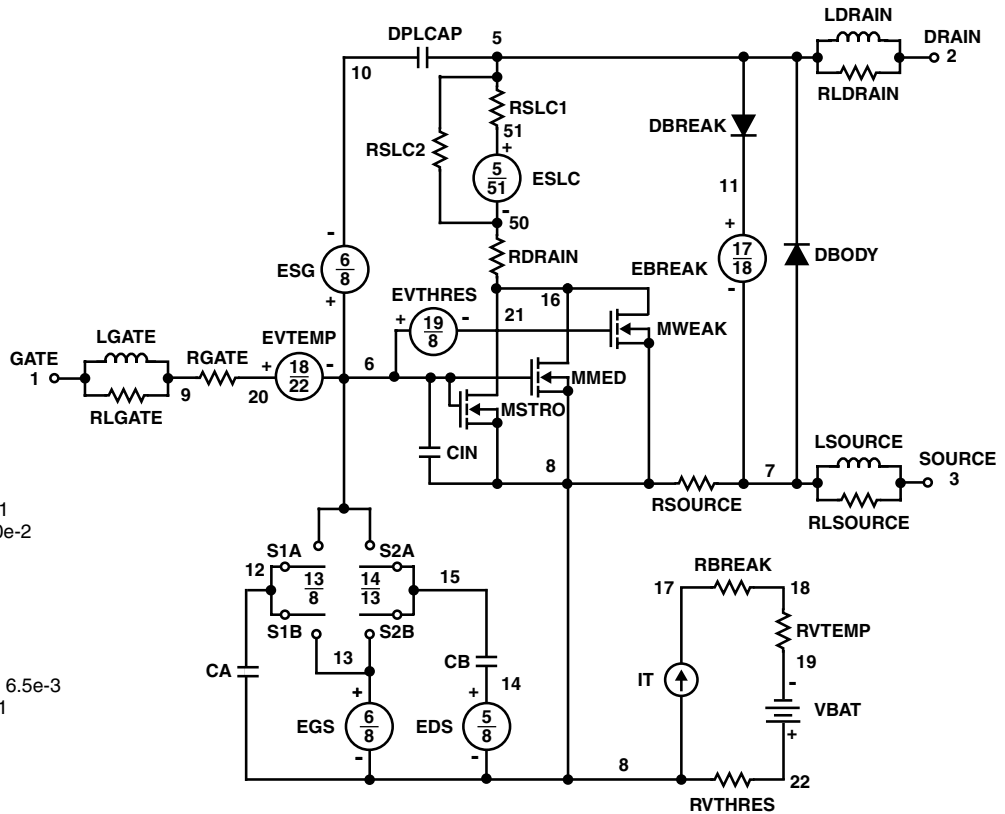 LDRAIN
DPLCAP
5
DRAIN
2
10
RLDRAIN
RSLC1
DBREAK
51
+
RSLC2
5
51
ESLC
11
-
50
-
+
RDRAIN
17
18
DBODY
6
8
ESG
EBREAK
-
+
EVTHRES
16
21
+
19
8
-
MWEAK
LGATE
EVTEMP
GATE
1
RGATE
+
18
22
-
6
MMED
9
20
MSTRO
RLGATE
LSOURCE
CIN
8
7
SOURCE
3
RSOURCE
RLSOURCE
1
0e-2
S1A
S2A
RBREAK
12
13
8
14
13
15
17
18
S1B
S2B
RVTEMP
13
CB
19
CA
14
IT
-
6.5e-3
1
+
+
VBAT
EGS
6
8
EDS
5
8
+
-
-
8
22
RVTHRES